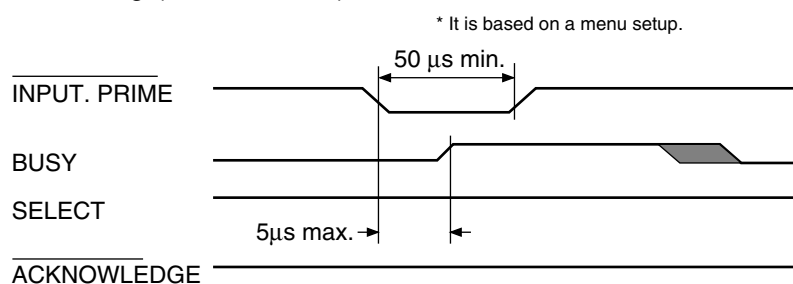 * It is based on a menu setup.
50 μs min.
INPUT. PRIME
BUSY
SELECT
5μs max.
ACKNOWLEDGE